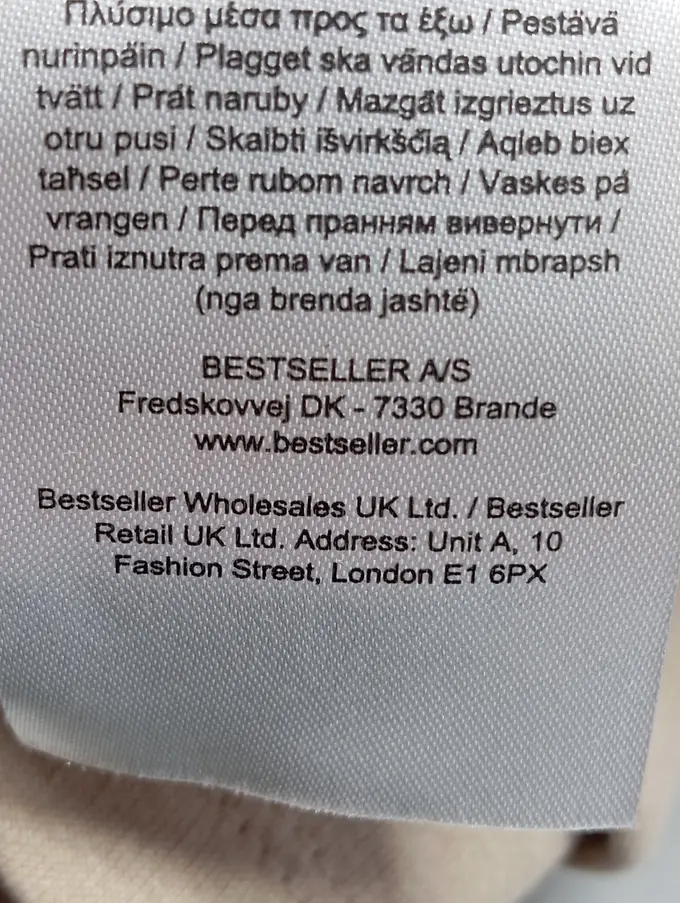 Πλύσιμο μέσα προς τα έξω / Pestävä
nurinpäin / Plagget ska vändas utochin vid
tvätt / Prát naruby / Mazgāt izgrieztus uz
otru pusi / Skalbti išvirkščią / Aqleb biex
taħsel / Perte rubom navrch / Vaskes på
vrangen / Перед пранням вивернути /
Prati iznutra prema van / Lajeni mbrapsh
(nga brenda jashtë)
BESTSELLER A/S
Fredskovvej DK - 7330 Brande
www.bestseller.com
Bestseller Wholesales UK Ltd. / Bestseller
Retail UK Ltd. Address: Unit A, 10
Fashion Street, London E1 6PX